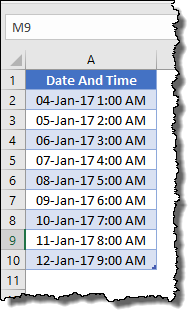 M9
A
1 Date And Time
2 04-Jan-17 1:00 AM
3 05-Jan-17 2:00 AM
4 06-Jan-17 3:00 AM
5 07-Jan-17 4:00 AM
6 08-Jan-17 5:00 AM
7 09-Jan-17 6:00 AM
8 10-Jan-17 7:00 AM
9 11-Jan-17 8:00 AM
10 12-Jan-17 9:00 AM
11